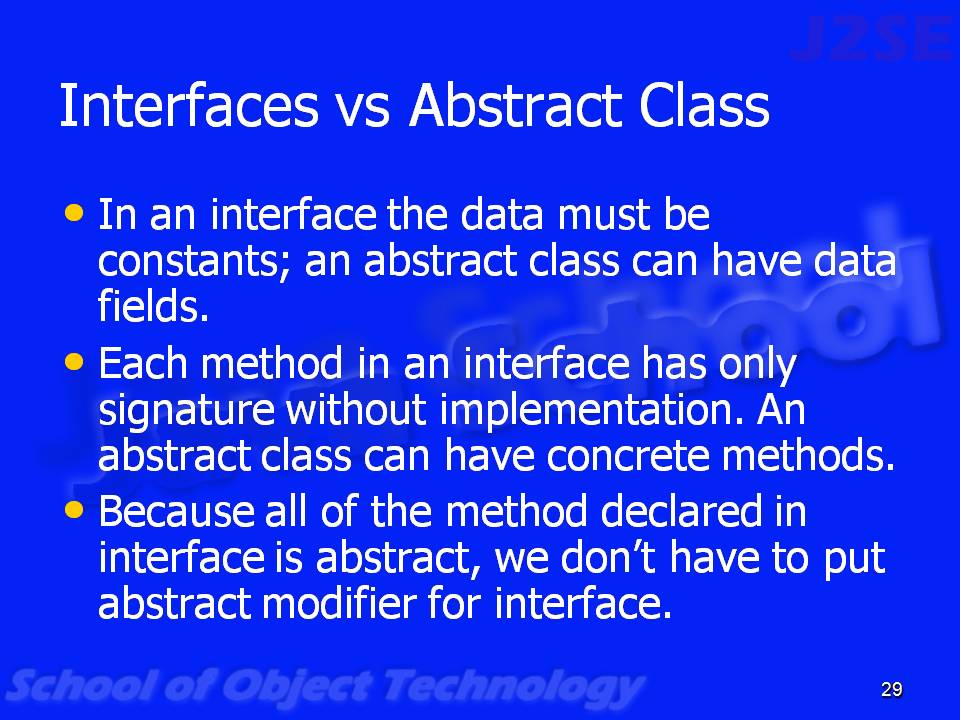 J2SE
Interfaces vs Abstract Class
• In an interface the data must be
constants; an abstract class can have data
fields.
• Each method in an interface has only
signature without implementation. An
abstract class can have concrete methods.
• Because all of the method declared in
interface is abstract, we don’t have to put
abstract modifier for interface.
Java School
School of Object Technology
29